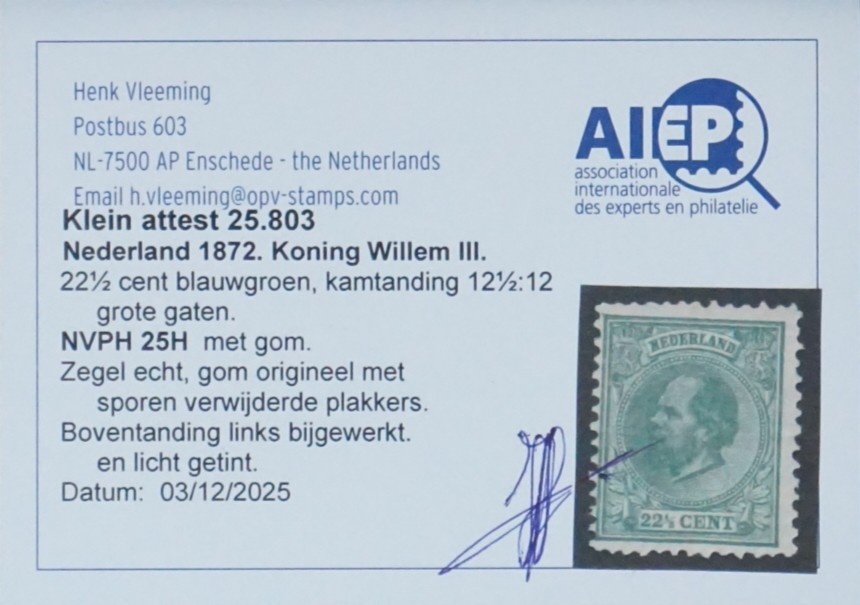 Henk Vleeming
Postbus 603
NL-7500 AP Enschede - the Netherlands
Email h.vleeming@opv-stamps.com
AIEP
association
internationale
des experts en philatelie
Klein attest 25.803
Nederland 1872. Koning Willem III.
22½ cent blauwgroen, kamtanding 12½:12
grote gaten.
NVPH 25H met gom.
Zegel echt, gom origineel met
sporen verwijderde plakkers.
Boventanding links bijgewerkt.
en licht getint.
Datum: 03/12/2025
NEDERLAND
22½ CENT